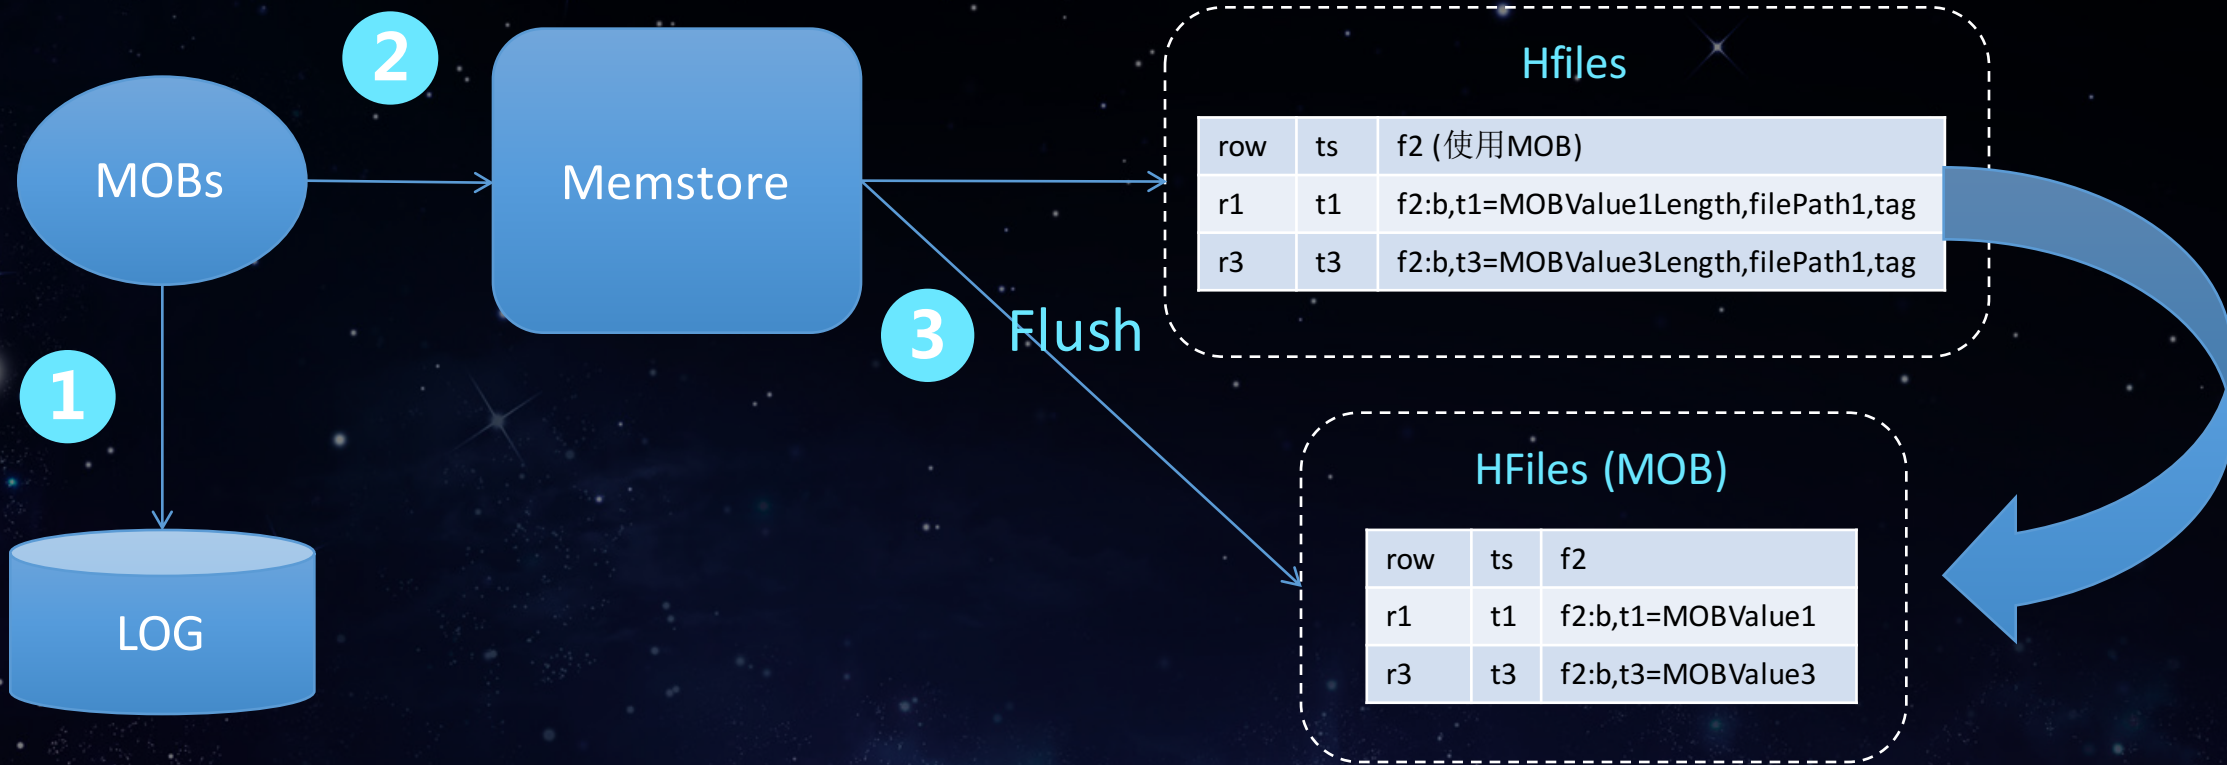 2
MOBs
Memstore
1
LOG
3
Flush
Hfiles
row ts f2 (使用MOB)
r1 t1 f2:b,t1=MOBValue1Length,filePath1,tag
r3 t3 f2:b,t3=MOBValue3Length,filePath1,tag
HFiles (MOB)
row ts f2
r1 t1 f2:b,t1=MOBValue1
r3 t3 f2:b,t3=MOBValue3